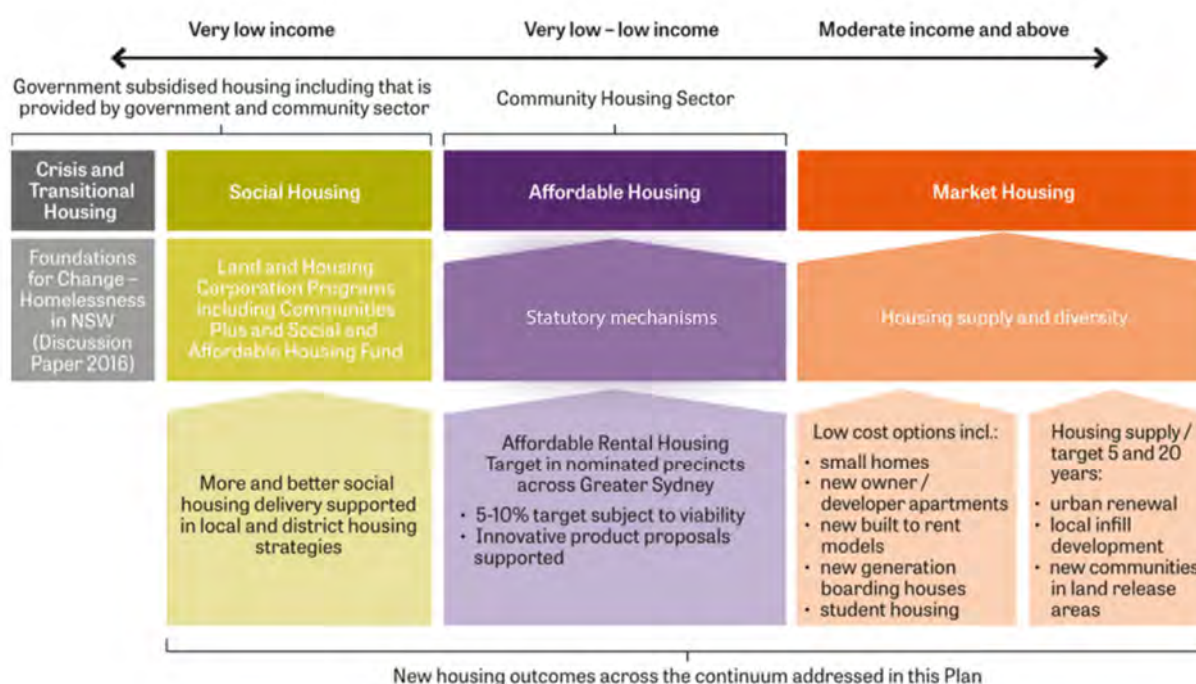 Very low income
Very low – low income
Moderate income and above
Government subsidised housing including that is
provided by government and community sector
Community Housing Sector
Crisis and
Transitional
Housing
Social Housing
Affordable Housing
Market Housing
Foundations
for Change –
Homelessness
in NSW
(Discussion
Paper 2016)
Land and Housing
Corporation Programs
including Communities
Plus and Social and
Affordable Housing Fund
Statutory mechanisms
Housing supply and diversity
More and better social
housing delivery supported
in local and district housing
strategies
Affordable Rental Housing
Target in nominated precincts
across Greater Sydney
• 5-10% target subject to viability
• Innovative product proposals
supported
Low cost options incl.:
• small homes
• new owner /
developer apartments
• new built to rent
models
• new generation
boarding houses
• student housing
Housing supply /
target 5 and 20
years:
• urban renewal
• local infill
development
• new communities
in land release
areas
New housing outcomes across the continuum addressed in this Plan